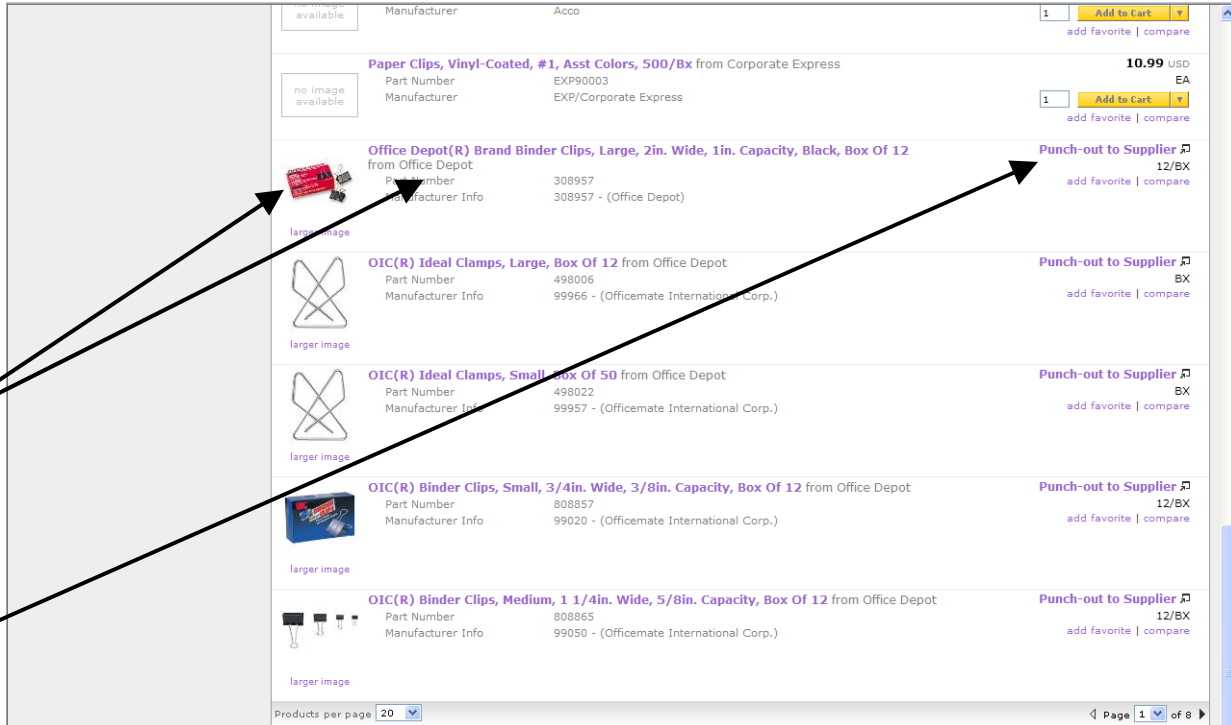 no image
available
Manufacturer Acco
1 Add to Cart
add favorite | compare
Paper Clips, Vinyl-Coated, #1, Asst Colors, 500/Bx from Corporate Express 10.99 USD
Part Number EXP90003 EA
no image
available
Manufacturer EXP/Corporate Express
1 Add to Cart
add favorite | compare
Office Depot(R) Brand Binder Clips, Large, 2in. Wide, 1in. Capacity, Black, Box Of 12 Punch-out to Supplier
from Office Depot 12/BX
Part Number 308957 add favorite | compare
Manufacturer Info 308957 - (Office Depot)
larger image
OIC(R) Ideal Clamps, Large, Box Of 12 from Office Depot Punch-out to Supplier
Part Number 498006 BX
Manufacturer Info 99966 - (Officemate International Corp.) add favorite | compare
larger image
OIC(R) Ideal Clamps, Small, Box Of 50 from Office Depot Punch-out to Supplier
Part Number 498022 BX
Manufacturer Info 99957 - (Officemate International Corp.) add favorite | compare
larger image
OIC(R) Binder Clips, Small, 3/4in. Wide, 3/8in. Capacity, Box Of 12 from Office Depot Punch-out to Supplier
Part Number 808857 12/BX
Manufacturer Info 99020 - (Officemate International Corp.) add favorite | compare
larger image
OIC(R) Binder Clips, Medium, 1 1/4in. Wide, 5/8in. Capacity, Box Of 12 from Office Depot Punch-out to Supplier
Part Number 808865 12/BX
Manufacturer Info 99050 - (Officemate International Corp.) add favorite | compare
larger image
Products per page 20 Page 1 of 8